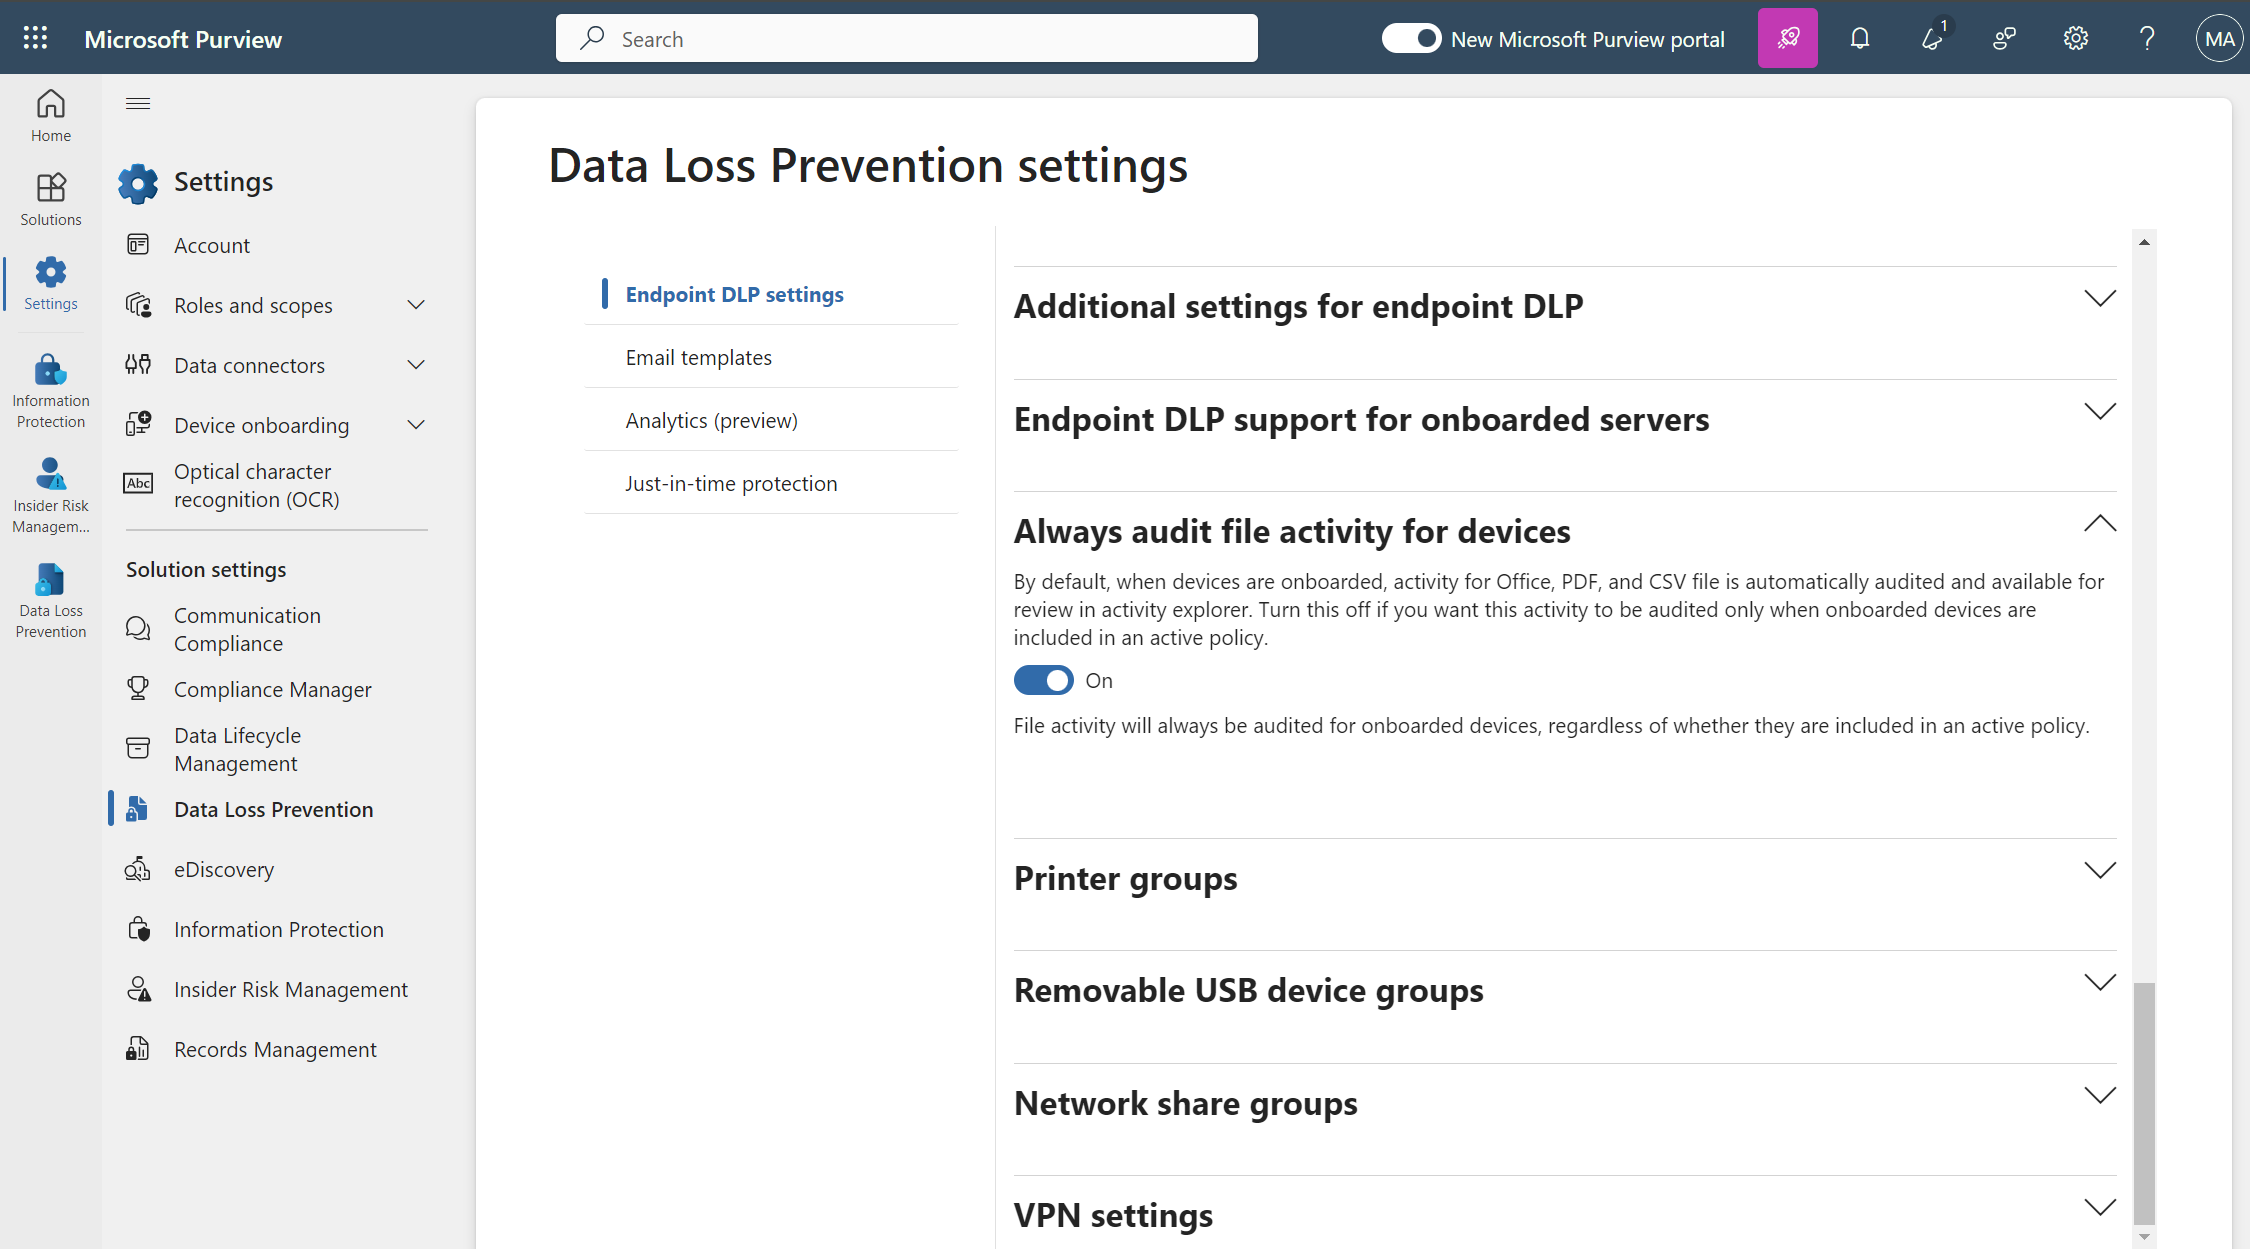 Microsoft Purview
Search
New Microsoft Purview portal
1
MA
Home
Solutions
Settings
Information
Protection
Insider Risk
Managem...
Data Loss
Prevention
Settings
Account
Roles and scopes
Data connectors
Device onboarding
Abc
Optical character
recognition (OCR)
Solution settings
Communication
Compliance
Compliance Manager
Data Lifecycle
Management
Data Loss Prevention
eDiscovery
Information Protection
Insider Risk Management
Records Management
Data Loss Prevention settings
Endpoint DLP settings
Email templates
Analytics (preview)
Just-in-time protection
Additional settings for endpoint DLP
Endpoint DLP support for onboarded servers
Always audit file activity for devices
By default, when devices are onboarded, activity for Office, PDF, and CSV file is automatically audited and available for
review in activity explorer. Turn this off if you want this activity to be audited only when onboarded devices are
included in an active policy.
On
File activity will always be audited for onboarded devices, regardless of whether they are included in an active policy.
Printer groups
Removable USB device groups
Network share groups
VPN settings